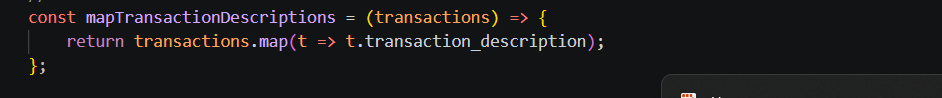 const mapTransactionDescriptions = (transactions) => {
    return transactions.map(t => t.transaction_description);
};